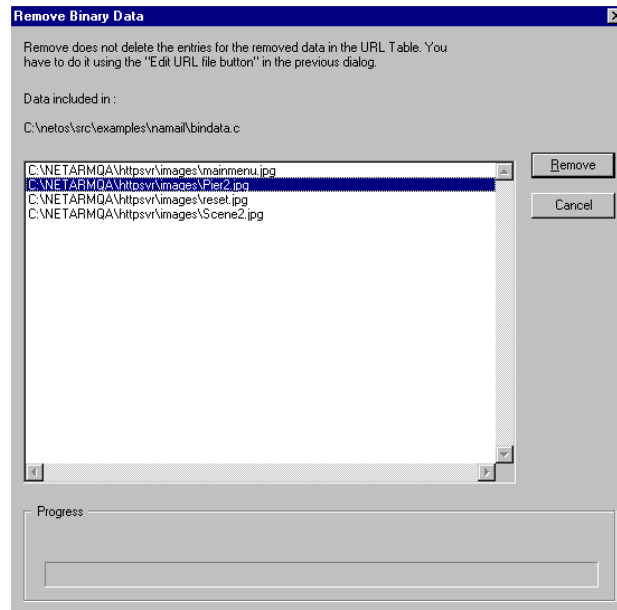 Remove Binary Data
Remove does not delete the entries for the removed data in the URL Table. You
have to do it using the "Edit URL file button" in the previous dialog.
Data included in :
C:\netos\src\examples\namail\bindata.c
C:\NETARMQA\httpsvr\images\mainmenu.jpg
C:\NETARMQA\httpsvr\images\Pier2.jpg
C:\NETARMQA\httpsvr\images\reset.jpg
C:\NETARMQA\httpsvr\images\Scene2.jpg
Remove
Cancel
Progress